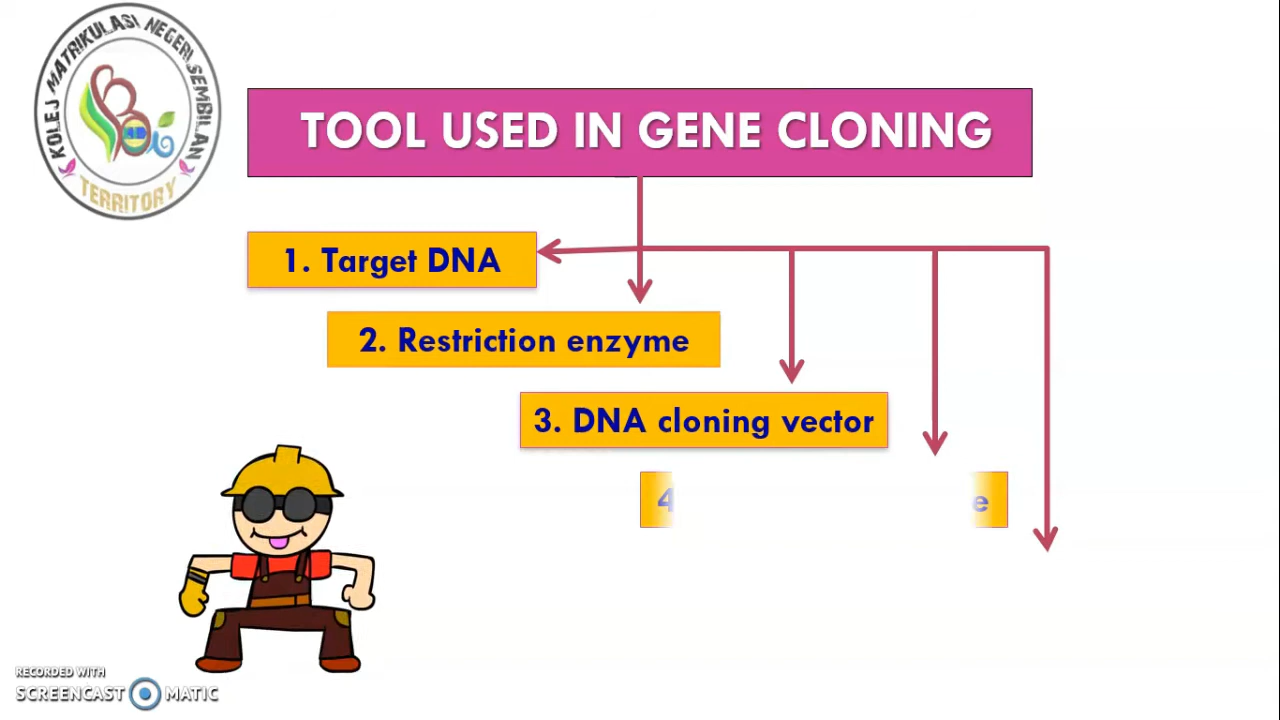 KOLEJ MATRIKULASI NEGERI SEMBILAN
TERRITORY
TOOL USED IN GENE CLONING
1. Target DNA
2. Restriction enzyme
3. DNA cloning vector
4
e
RECORDED WITH
SCREENCAST MATIC